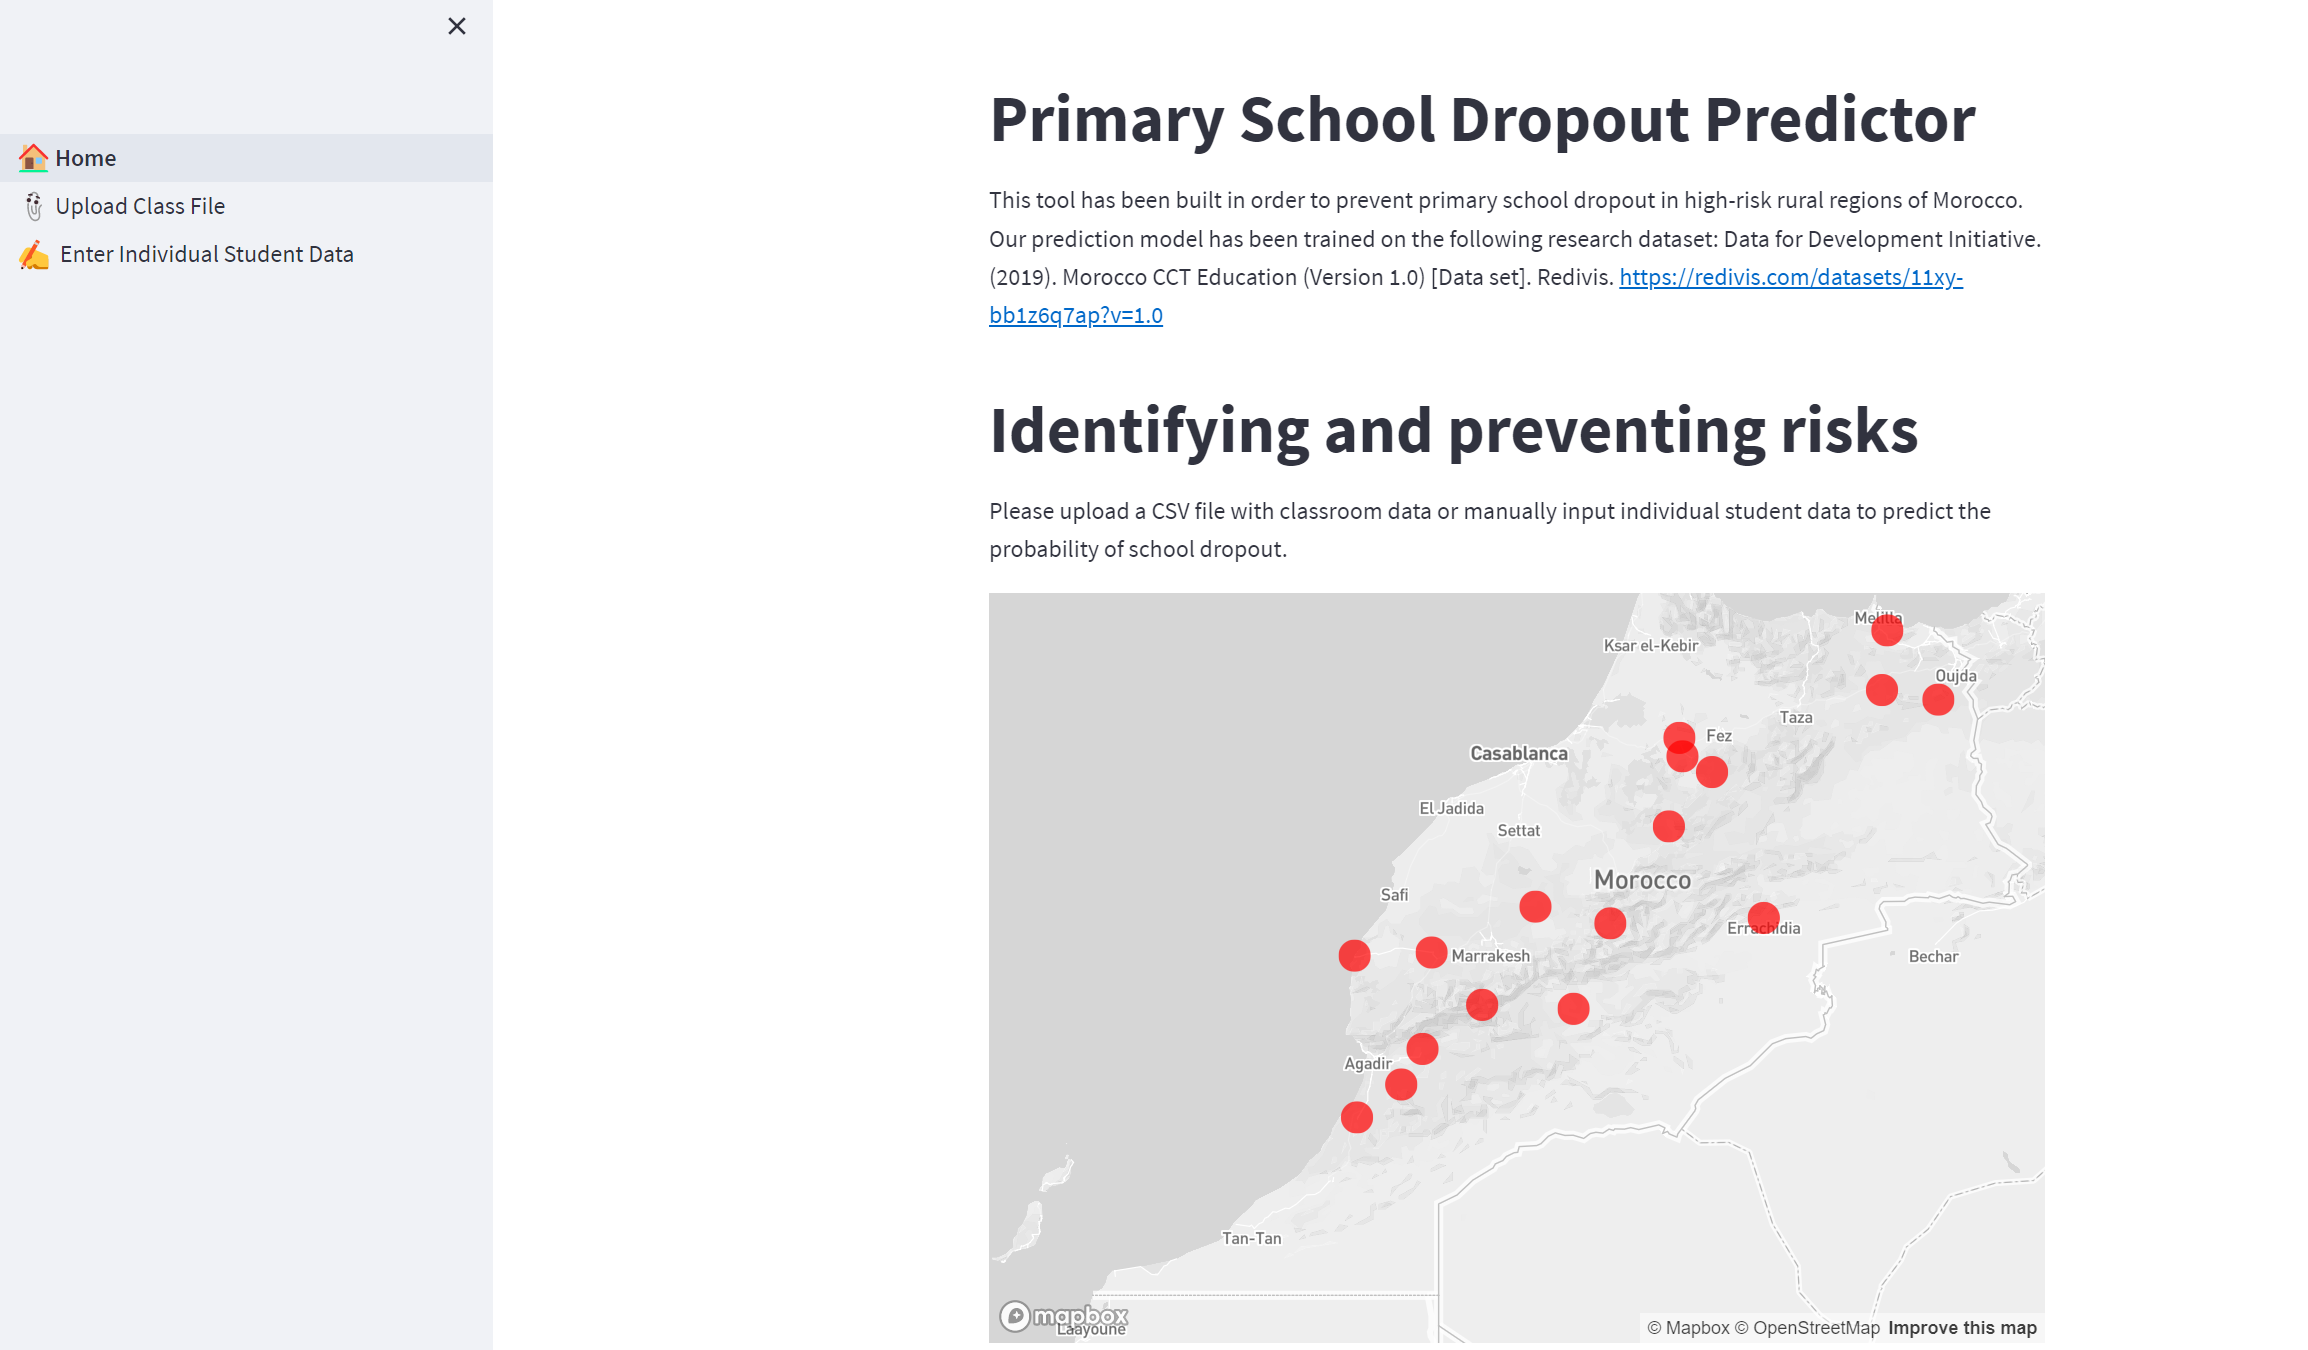 Home
Upload Class File
Enter Individual Student Data
Primary School Dropout Predictor
This tool has been built in order to prevent primary school dropout in high-risk rural regions of Morocco.
Our prediction model has been trained on the following research dataset: Data for Development Initiative.
(2019). Morocco CCT Education (Version 1.0) [Data set]. Redivis. https://redivis.com/datasets/11xy-
bb1z6q7ap?v=1.0
Identifying and preventing risks
Please upload a CSV file with classroom data or manually input individual student data to predict the
probability of school dropout.
Melilla
Ksar el-Kebir
Oujda
Taza
Fez
Casablanca
El Jadida
Settat
Morocco
Safi
Errachidia
Marrakesh
Bechar
Agadir
Tan-Tan
mapbox
Laayoune
© Mapbox © OpenStreetMap Improve this map